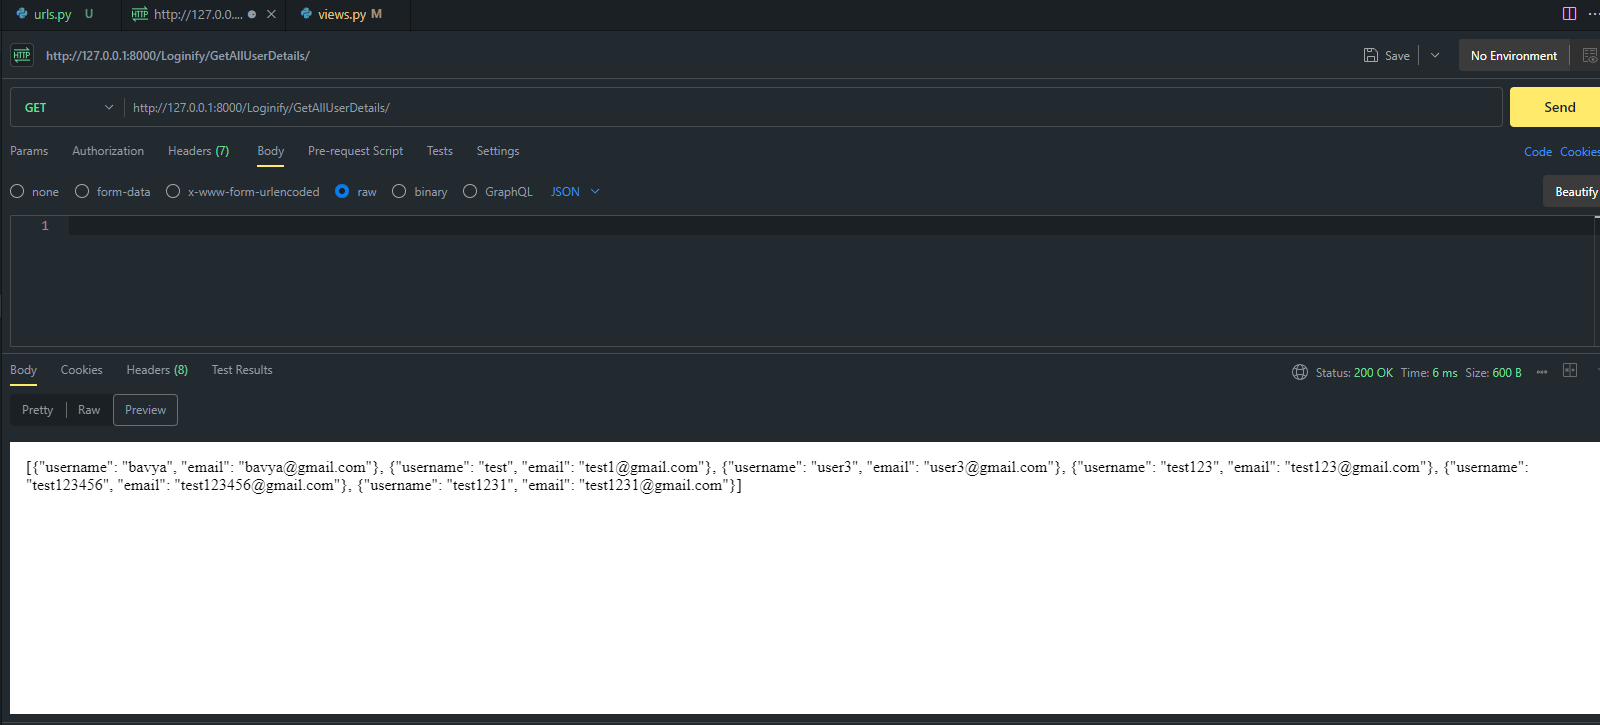 urls.py U HTTP http://127.0.0.... views.py M
HTTP http://127.0.0.1:8000/Loginify/GetAllUserDetails/ Save No Environment
GET http://127.0.0.1:8000/Loginify/GetAllUserDetails/ Send
Params Authorization Headers (7) Body Pre-request Script Tests Settings Code Cookies
none form-data x-www-form-urlencoded raw binary GraphQL JSON Beautify
1
Body Cookies Headers (8) Test Results Status: 200 OK Time: 6 ms Size: 600 B
Pretty Raw Preview
[{"username": "bavya", "email": "bavya@gmail.com"}, {"username": "test", "email": "test1@gmail.com"}, {"username": "user3", "email": "user3@gmail.com"}, {"username": "test123", "email": "test123@gmail.com"}, {"username":
"test123456", "email": "test123456@gmail.com"}, {"username": "test1231", "email": "test1231@gmail.com"}]